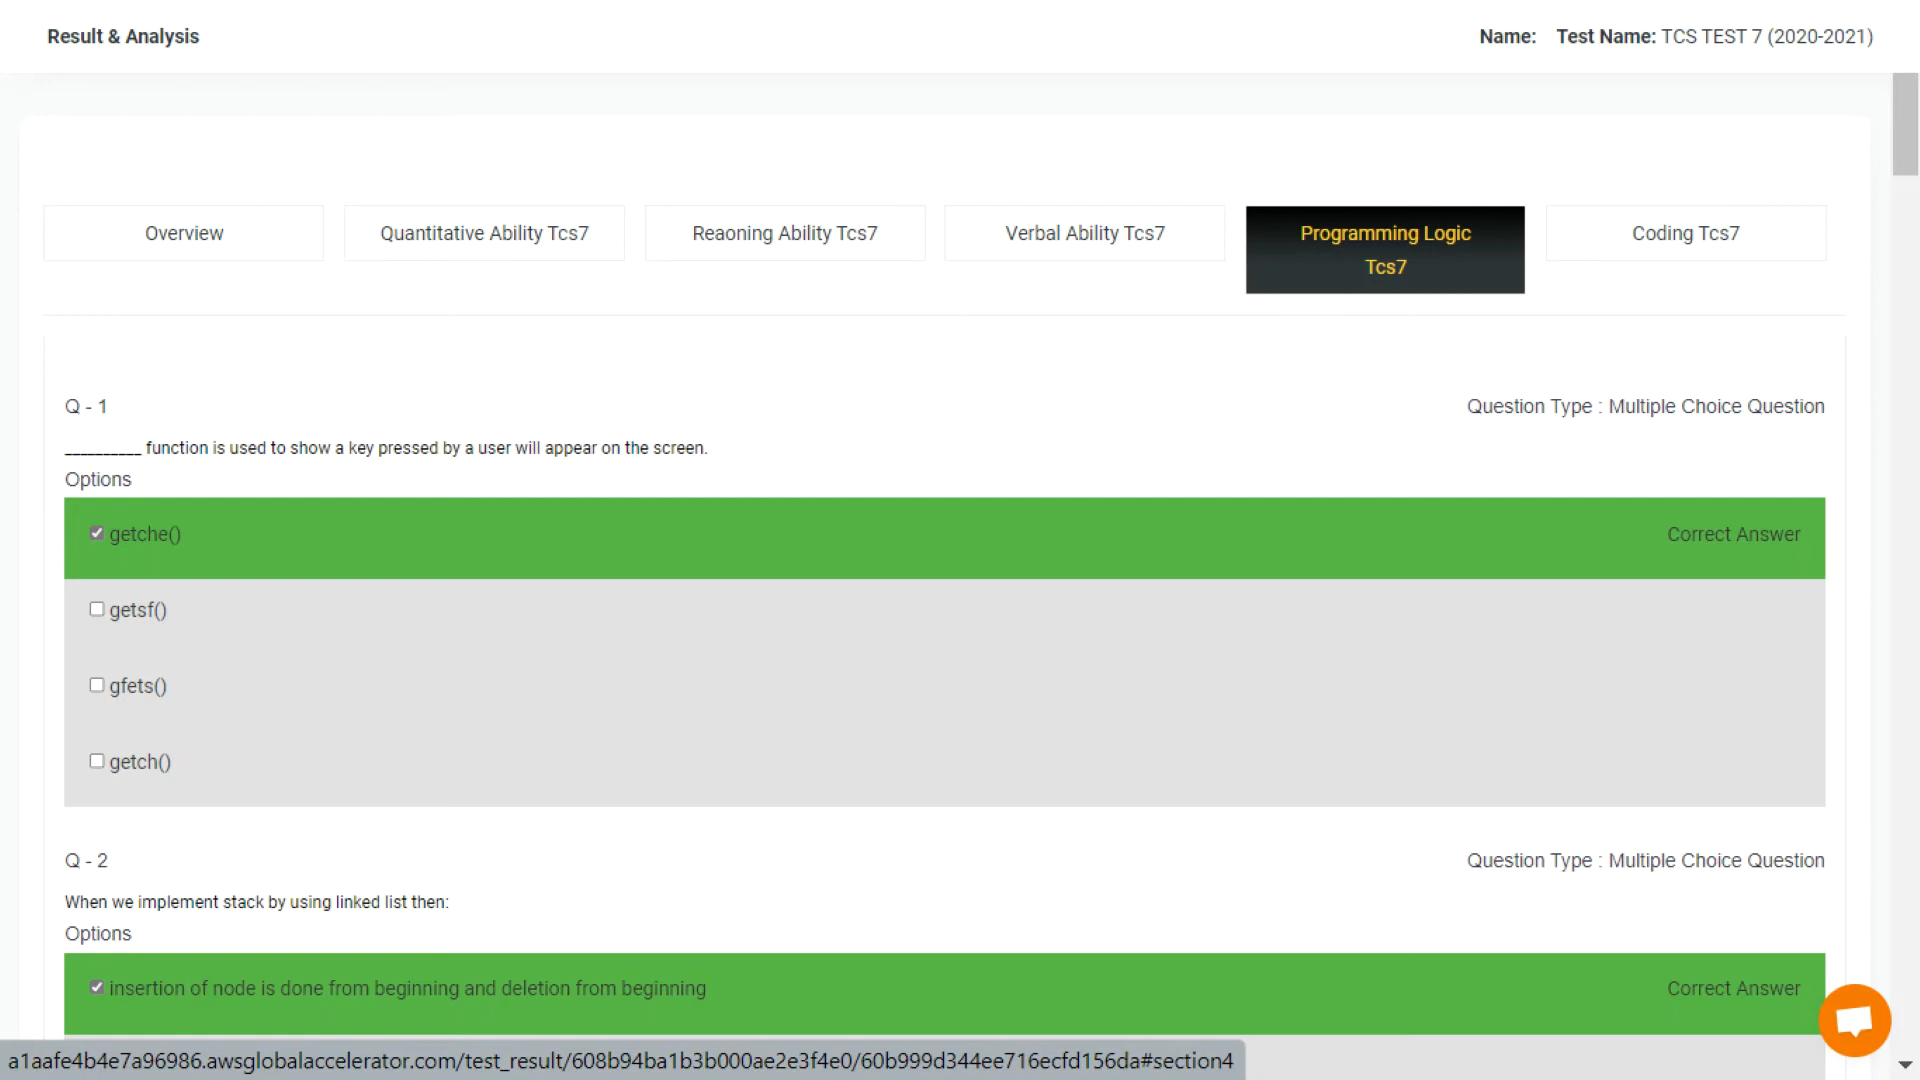 Result & Analysis
Name: Test Name: TCS TEST 7 (2020-2021)
Overview
Quantitative Ability Tcs7
Reaoning Ability Tcs7
Verbal Ability Tcs7
Programming Logic
Tcs7
Coding Tcs7
Q - 1
Question Type : Multiple Choice Question
__________ function is used to show a key pressed by a user will appear on the screen.
Options
getche()
Correct Answer
getsf()
gfets()
getch()
Q - 2
Question Type : Multiple Choice Question
When we implement stack by using linked list then:
Options
insertion of node is done from beginning and deletion from beginning
Correct Answer
a1aafe4b4e7a96986.awsglobalaccelerator.com/test_result/608b94ba1b3b000ae2e3f4e0/60b999d344ee716ecfd156da#section4